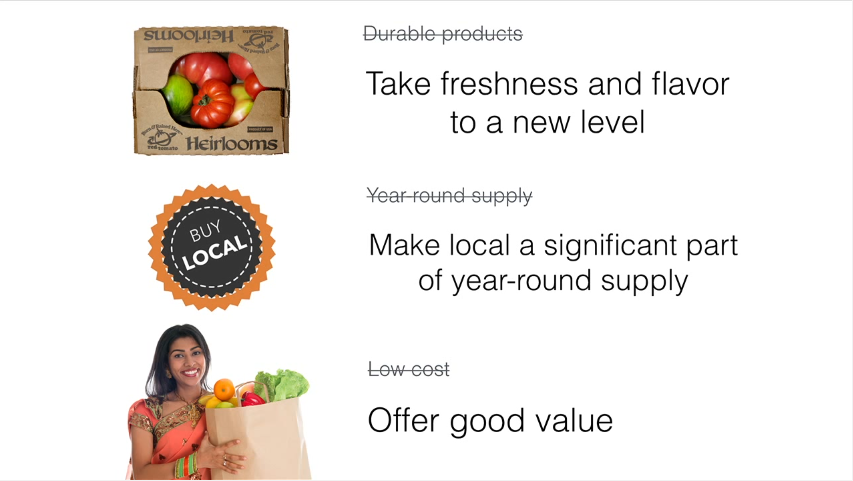 Heirlooms
Heirlooms
Durable products
Take freshness and flavor
to a new level
BUY
LOCAL
Year-round supply
Make local a significant part
of year-round supply
Low cost
Offer good value